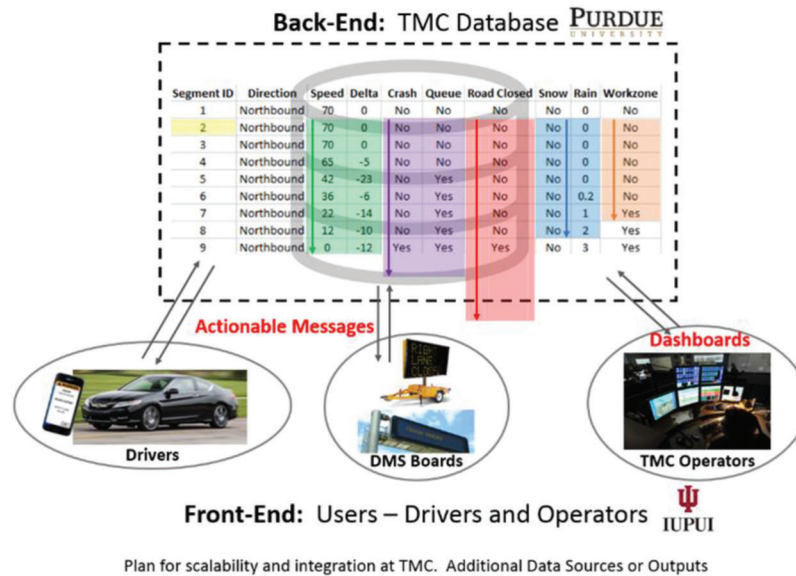 Back-End: TMC Database PURDUE
UNIVERSITY
Segment ID Direction Speed Delta Crash Queue Road Closed Snow Rain Workzone
1 Northbound 70 0 No No No No 0 No
2 Northbound 70 0 No No No No 0 No
3 Northbound 70 0 No No No No 0 No
4 Northbound 65 -5 No No No No 0 No
5 Northbound 42 -23 No Yes No No 0 No
6 Northbound 36 -6 No Yes No No 0.2 No
7 Northbound 22 -14 No Yes No No 1 Yes
8 Northbound 12 -10 No Yes No No 2 Yes
9 Northbound 0 -12 Yes Yes Yes No 3 Yes
Actionable Messages
Dashboards
RIGH
LANE
CLOSE
Drivers
DMS Boards
TMC Operators
Front-End: Users – Drivers and Operators IUPUI
Plan for scalability and integration at TMC. Additional Data Sources or Outputs